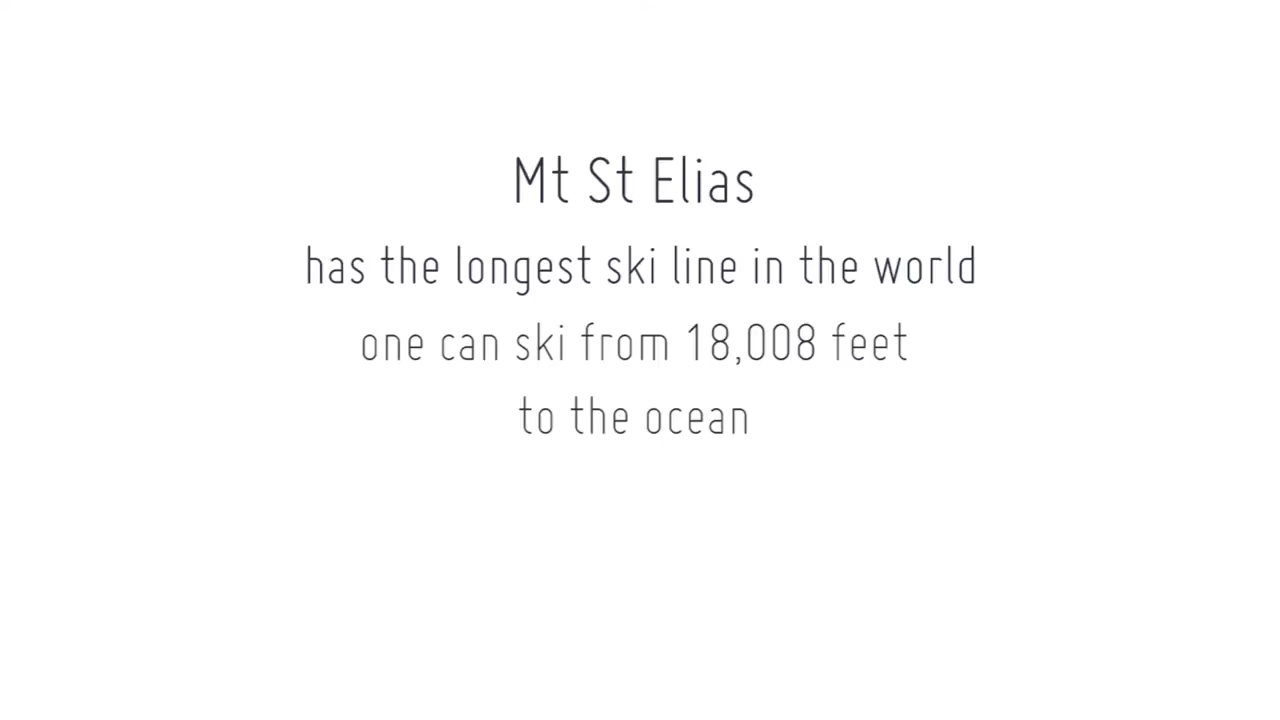 Mt St Elias
has the longest ski line in the world
one can ski from 18,008 feet
to the ocean